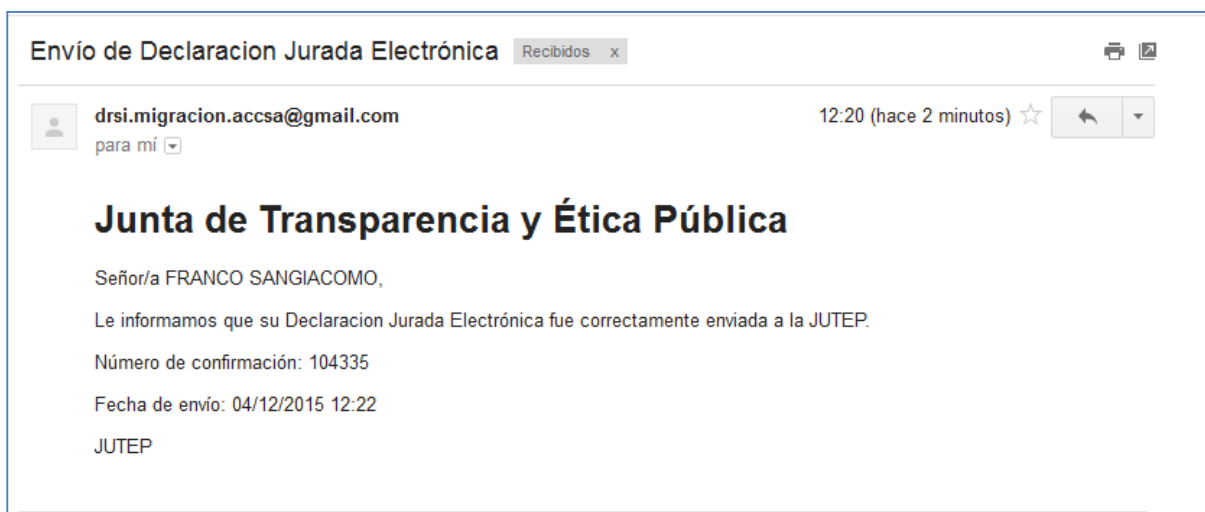 Envío de Declaracion Jurada Electrónica Recibidos x
drsi.migracion.accsa@gmail.com 12:20 (hace 2 minutos)
para mí
Junta de Transparencia y Ética Pública
Señor/a FRANCO SANGIACOMO,
Le informamos que su Declaracion Jurada Electrónica fue correctamente enviada a la JUTEP.
Número de confirmación: 104335
Fecha de envío: 04/12/2015 12:22
JUTEP